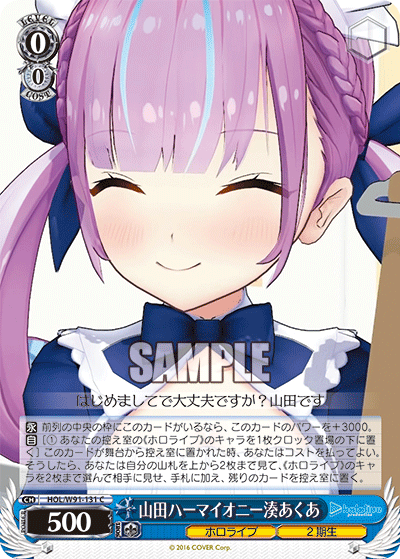 LEVEL
0
0
COST
SAMPLE
はじめましてで大丈夫ですか？山田です
永 前列の中央の枠にこのカードがいるなら、このカードのパワーを＋3000。
自 [① あなたの控え室の《ホロライブ》のキャラを1枚クロック置場の下に置く] このカードが舞台から控え室に置かれた時、あなたはコストを払ってよい。
そうしたら、あなたは自分の山札を上から2枚まで見て、《ホロライブ》のキャラを2枚まで選んで相手に見せ、手札に加え、残りのカードを控え室に置く。
CH
HOL/W91-131 C
500
山田ハーマイオニー湊あくあ
hololive
ホロライブ
2期生
© 2016 COVER Corp.